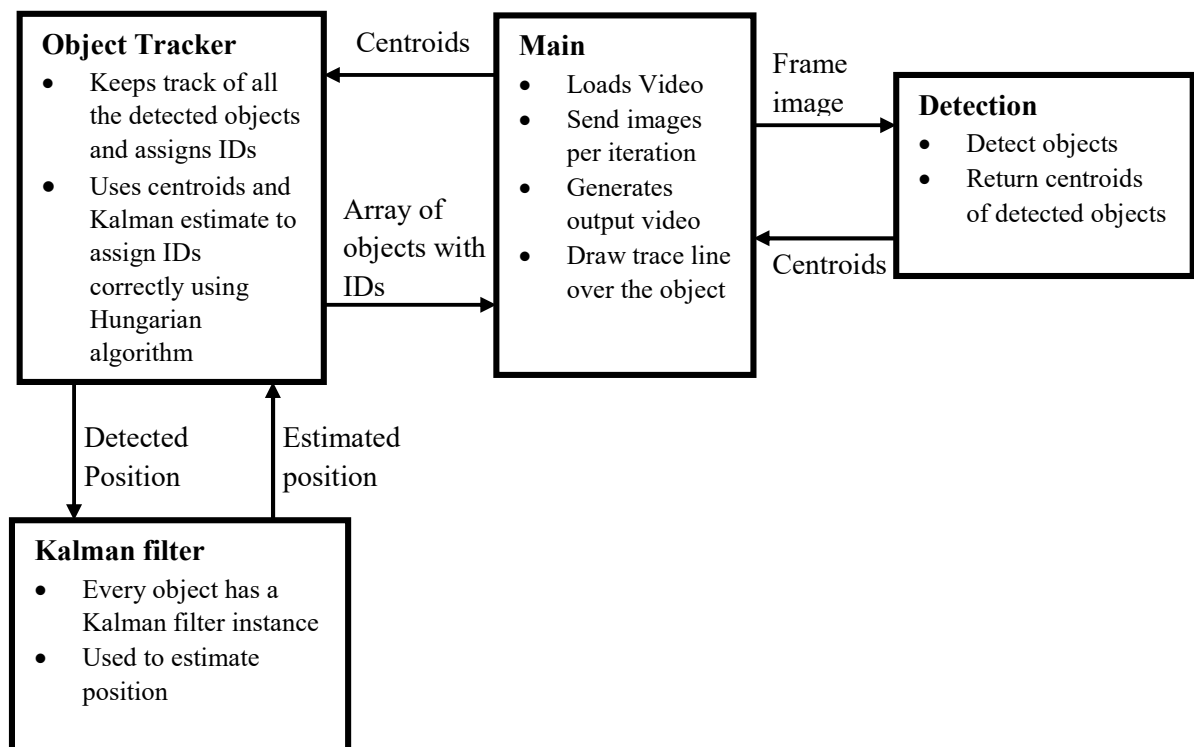 Object Tracker
• Keeps track of all
the detected objects
and assigns IDs
• Uses centroids and
Kalman estimate to
assign IDs
correctly using
Hungarian
algorithm
Centroids
Array of
objects with
IDs
Main
• Loads Video
• Send images
per iteration
• Generates
output video
• Draw trace line
over the object
Frame
image
Centroids
Detection
• Detect objects
• Return centroids
of detected objects
Detected
Position
Estimated
position
Kalman filter
• Every object has a
Kalman filter instance
• Used to estimate
position